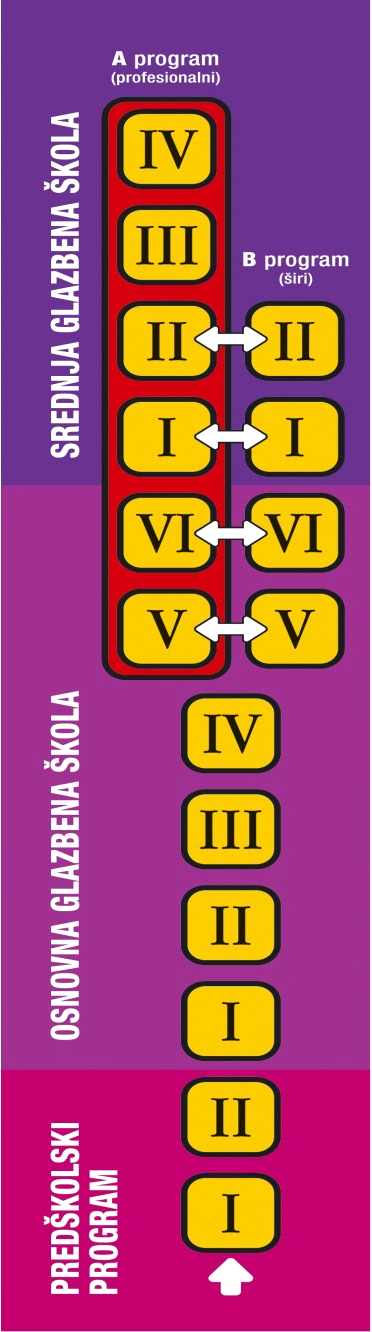 A program
(profesionalni)
SREDNJA GLAZBENA ŠKOLA
IV
III
B program
(širi)
II II
I I
VI VI
V V
OSNOVNA GLAZBENA ŠKOLA
IV
III
II
I
PREDŠKOLSKI
PROGRAM
II
I